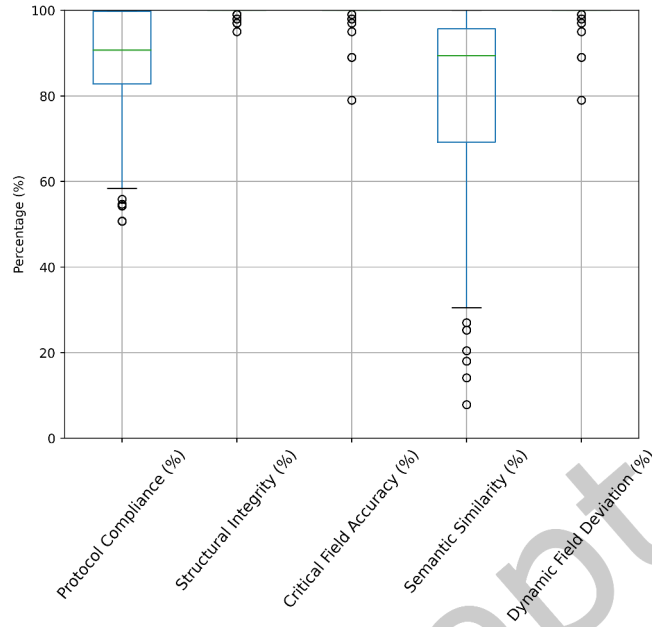 100
80
60
40
20
0
Percentage (%)
Protocol Compliance (%)
Structural Integrity (%)
Critical Field Accuracy (%)
Semantic Similarity (%)
Dynamic Field Deviation (%)
ept